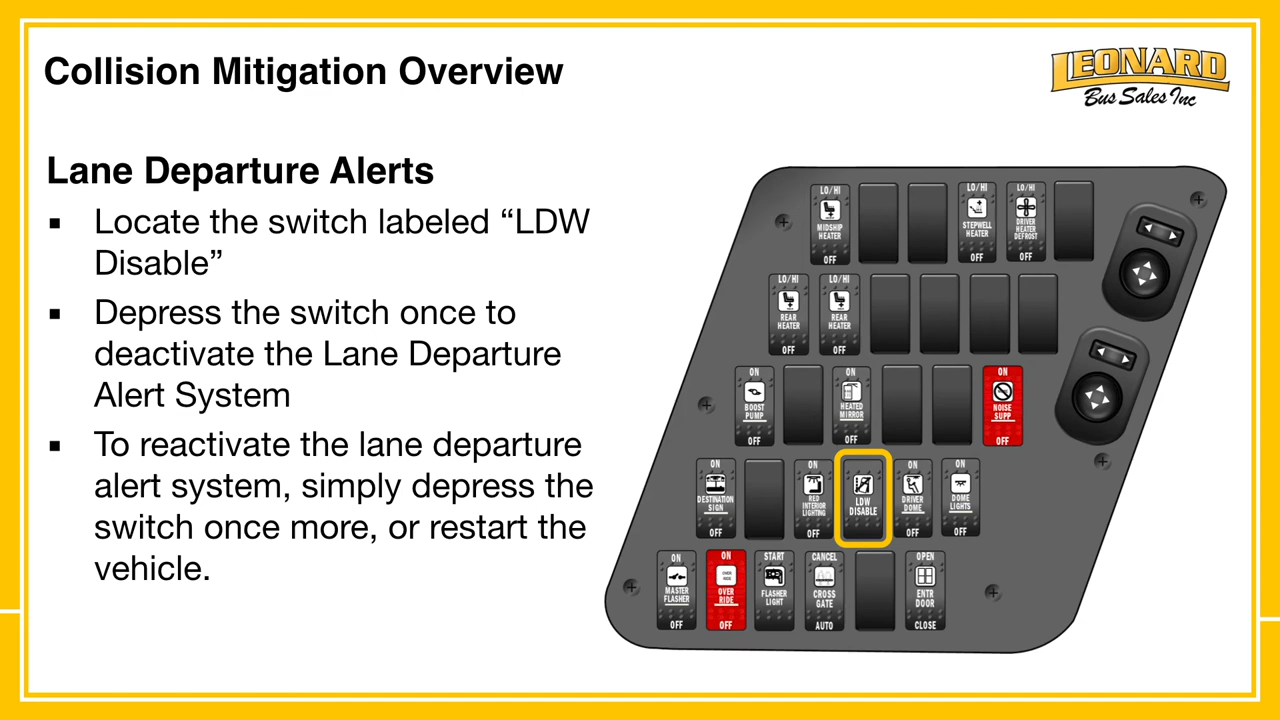 Collision Mitigation Overview
LEONARD
Bus Sales Inc
Lane Departure Alerts
▪ Locate the switch labeled “LDW
Disable”
▪ Depress the switch once to
deactivate the Lane Departure
Alert System
▪ To reactivate the lane departure
alert system, simply depress the
switch once more, or restart the
vehicle.
LO/HI
MIDSHIP
HEATER
OFF
LO/HI
STEPWELL
HEATER
OFF
LO/HI
DRIVER
HEATER
DEFROST
OFF
LO/HI
REAR
HEATER
OFF
LO/HI
REAR
HEATER
OFF
ON
BOOST
PUMP
OFF
ON
HEATED
MIRROR
OFF
ON
NOISE
SUPP
OFF
ON
DESTINATION
SIGN
OFF
ON
RED
INTERIOR
LIGHTING
OFF
LDW
DISABLE
ON
DRIVER
DOME
OFF
ON
DOME
LIGHTS
OFF
ON
MASTER
FLASHER
OFF
ON
OVER
RIDE
OFF
START
FLASHER
LIGHT
CANCEL
CROSS
GATE
AUTO
OPEN
ENTR
DOOR
CLOSE